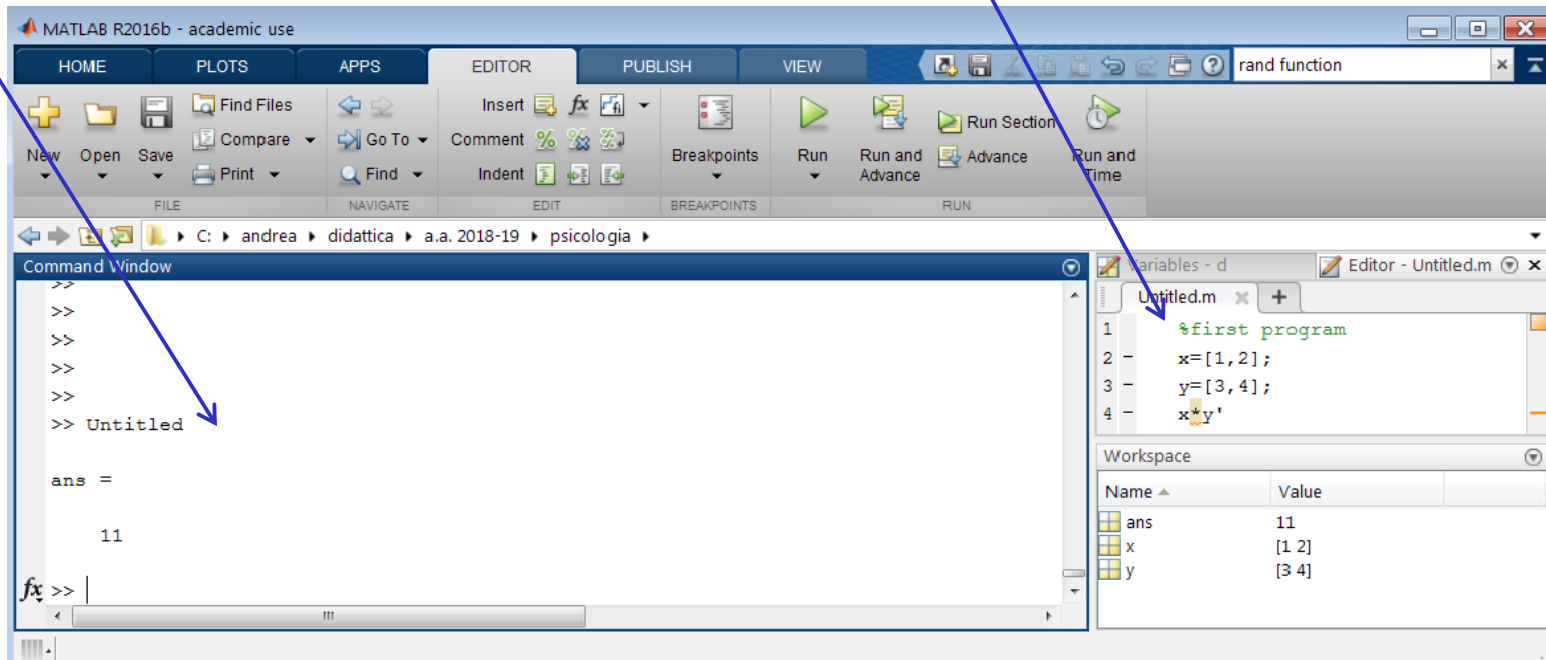 MATLAB R2016b - academic use
HOME PLOTS APPS EDITOR PUBLISH VIEW rand function
New Open Save Find Files Compare Print
Go To Find
Insert fx Comment Indent
Breakpoints
Run Run and Advance Run Section Advance Run and Time
FILE NAVIGATE EDIT BREAKPOINTS RUN
C: andrea didattica a.a. 2018-19 psicologia
Command Window
>>
>>
>>
>>
>>
>> Untitled
ans =
11
fx >>
Variables - d Editor - Untitled.m
Untitled.m +
1 %first program
2 - x=[1,2];
3 - y=[3,4];
4 - x*y'
Workspace
Name Value
ans 11
x [1 2]
y [3 4]